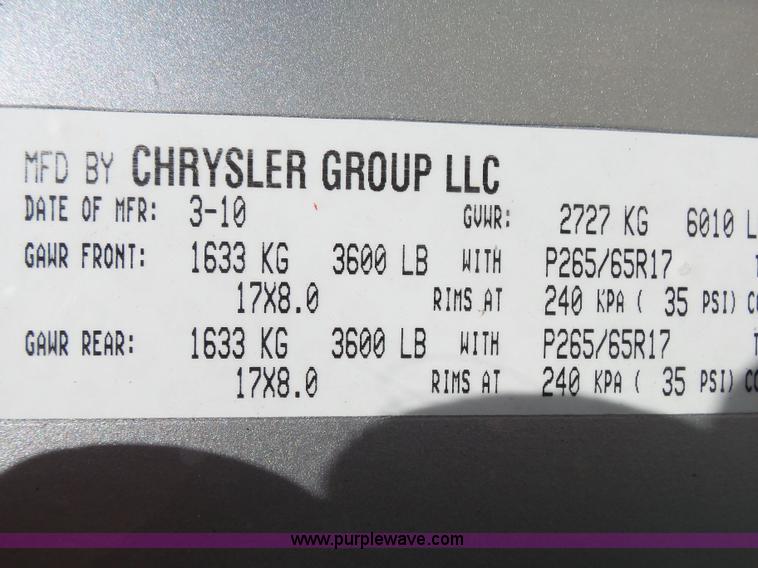 MFD BY CHRYSLER GROUP LLC
DATE OF MFR: 3-10 GVWR: 2727 KG 6010 L
GAWR FRONT: 1633 KG 3600 LB WITH P265/65R17 T
17X8.0 RIMS AT 240 KPA ( 35 PSI) CO
GAWR REAR: 1633 KG 3600 LB WITH P265/65R17 T
17X8.0 RIMS AT 240 KPA ( 35 PSI) CO
www.purplewave.com